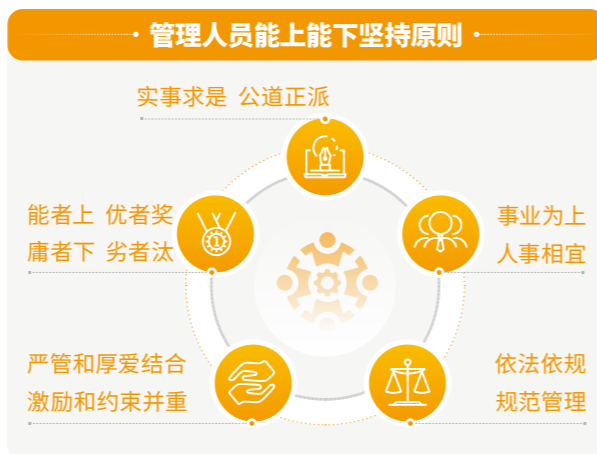 管理人员能上能下坚持原则
实事求是 公道正派
能者上 优者奖
庸者下 劣者汰
事业为上
人事相宜
严管和厚爱结合
激励和约束并重
依法依规
规范管理
1